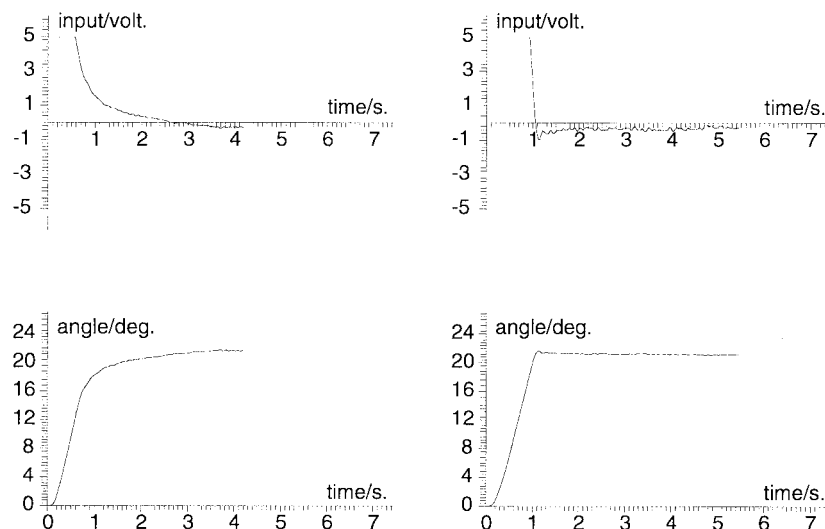 5 input/volt.
3
1 time/s.
1 2 3 4 5 6 7
-1
-3
-5
5 input/volt.
3
1 time/s.
1 2 3 4 5 6 7
-1
-3
-5
24 angle/deg.
20
16
12
8
4 time/s.
0
0 1 2 3 4 5 6 7
24 angle/deg.
20
16
12
8
4 time/s.
0
0 1 2 3 4 5 6 7